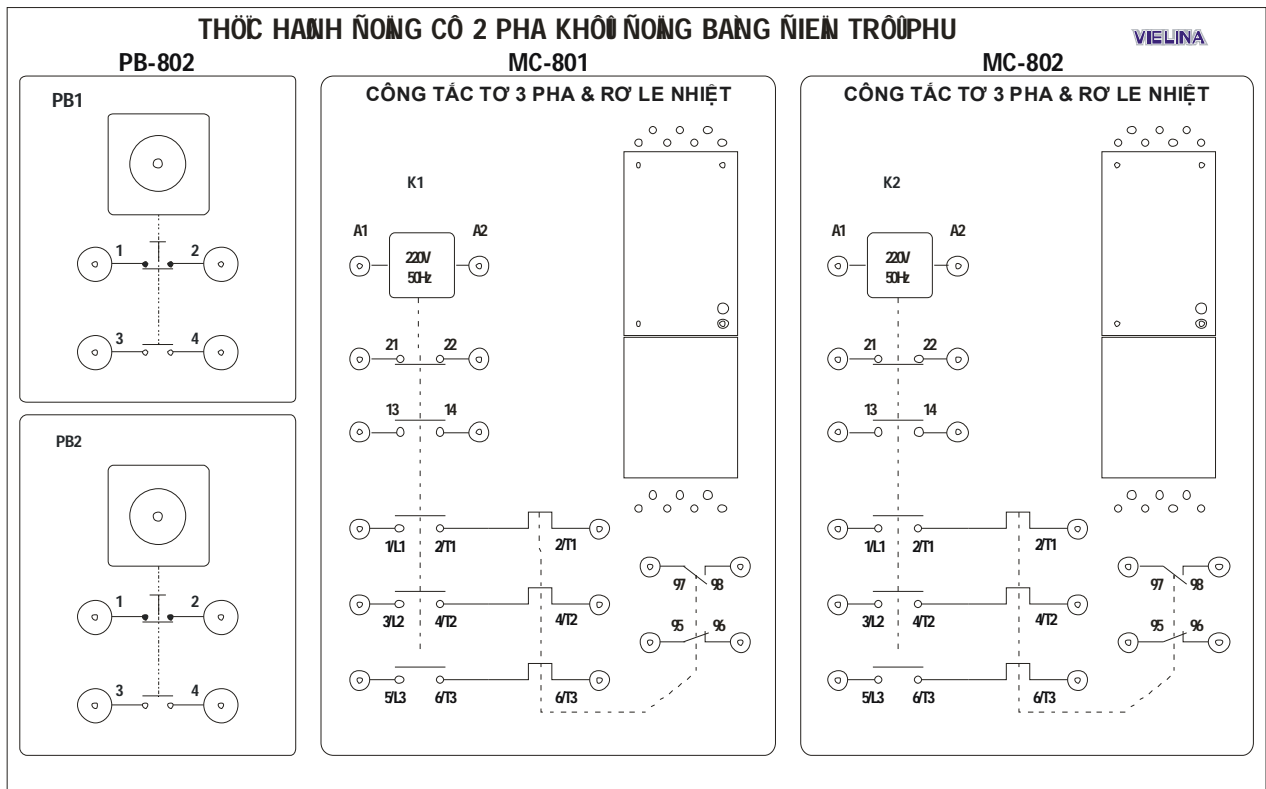 THÖÏC HAØNH ÑOÄNG CÔ 2 PHA KHÔÛI ÑOÄNG BAÈNG ÑIEÄN TRÔÛ PHU
VIELINA
PB-802
MC-801
MC-802
PB1
1 2
3 4
PB2
1 2
3 4
CÔNG TẮC TƠ 3 PHA & RƠ LE NHIỆT
K1
A1 A2
220V
50Hz
21 22
13 14
1/L1 2/T1 2/T1
97 98
3/L2 4/T2 4/T2
95 96
5/L3 6/T3 6/T3
CÔNG TẮC TƠ 3 PHA & RƠ LE NHIỆT
K2
A1 A2
220V
50Hz
21 22
13 14
1/L1 2/T1 2/T1
97 98
3/L2 4/T2 4/T2
95 96
5/L3 6/T3 6/T3